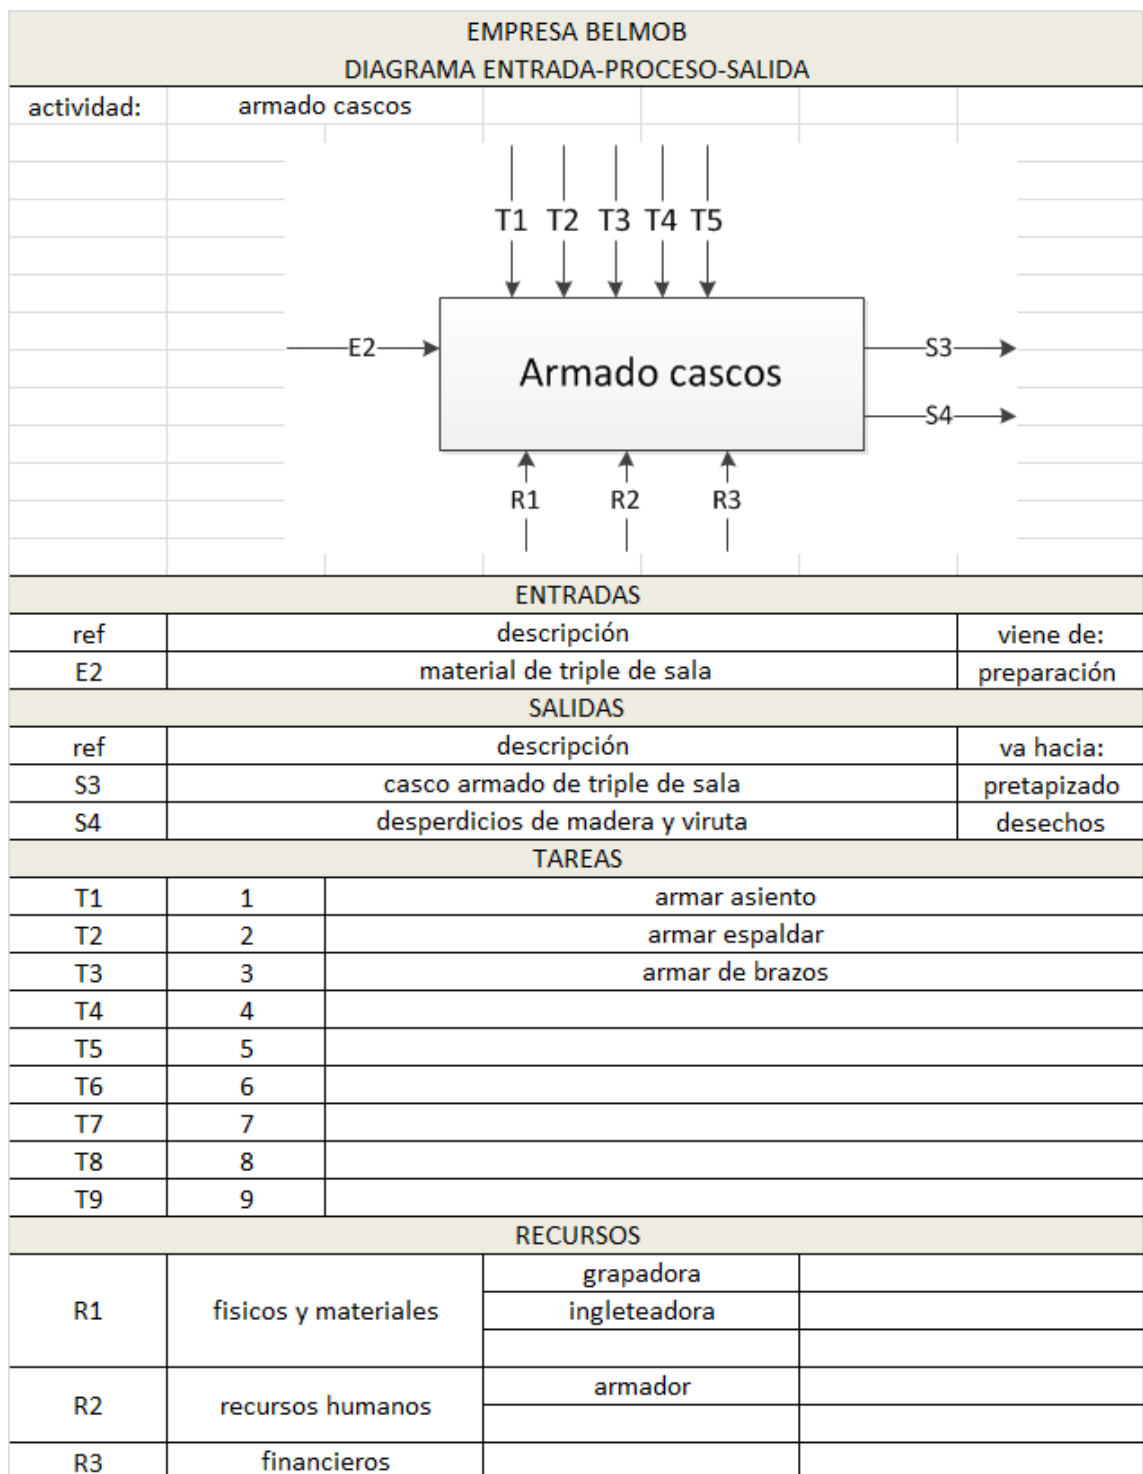 EMPRESA BELMOB
DIAGRAMA ENTRADA-PROCESO-SALIDA
actividad: armado cascos
T1 T2 T3 T4 T5
E2
Armado cascos
S3
S4
R1 R2 R3
ENTRADAS
ref descripción viene de:
E2 material de triple de sala preparación
SALIDAS
ref descripción va hacia:
S3 casco armado de triple de sala pretapizado
S4 desperdicios de madera y viruta desechos
TAREAS
T1 1 armar asiento
T2 2 armar espaldar
T3 3 armar de brazos
T4 4
T5 5
T6 6
T7 7
T8 8
T9 9
RECURSOS
R1 fisicos y materiales grapadora
ingleteadora
R2 recursos humanos armador
R3 financieros